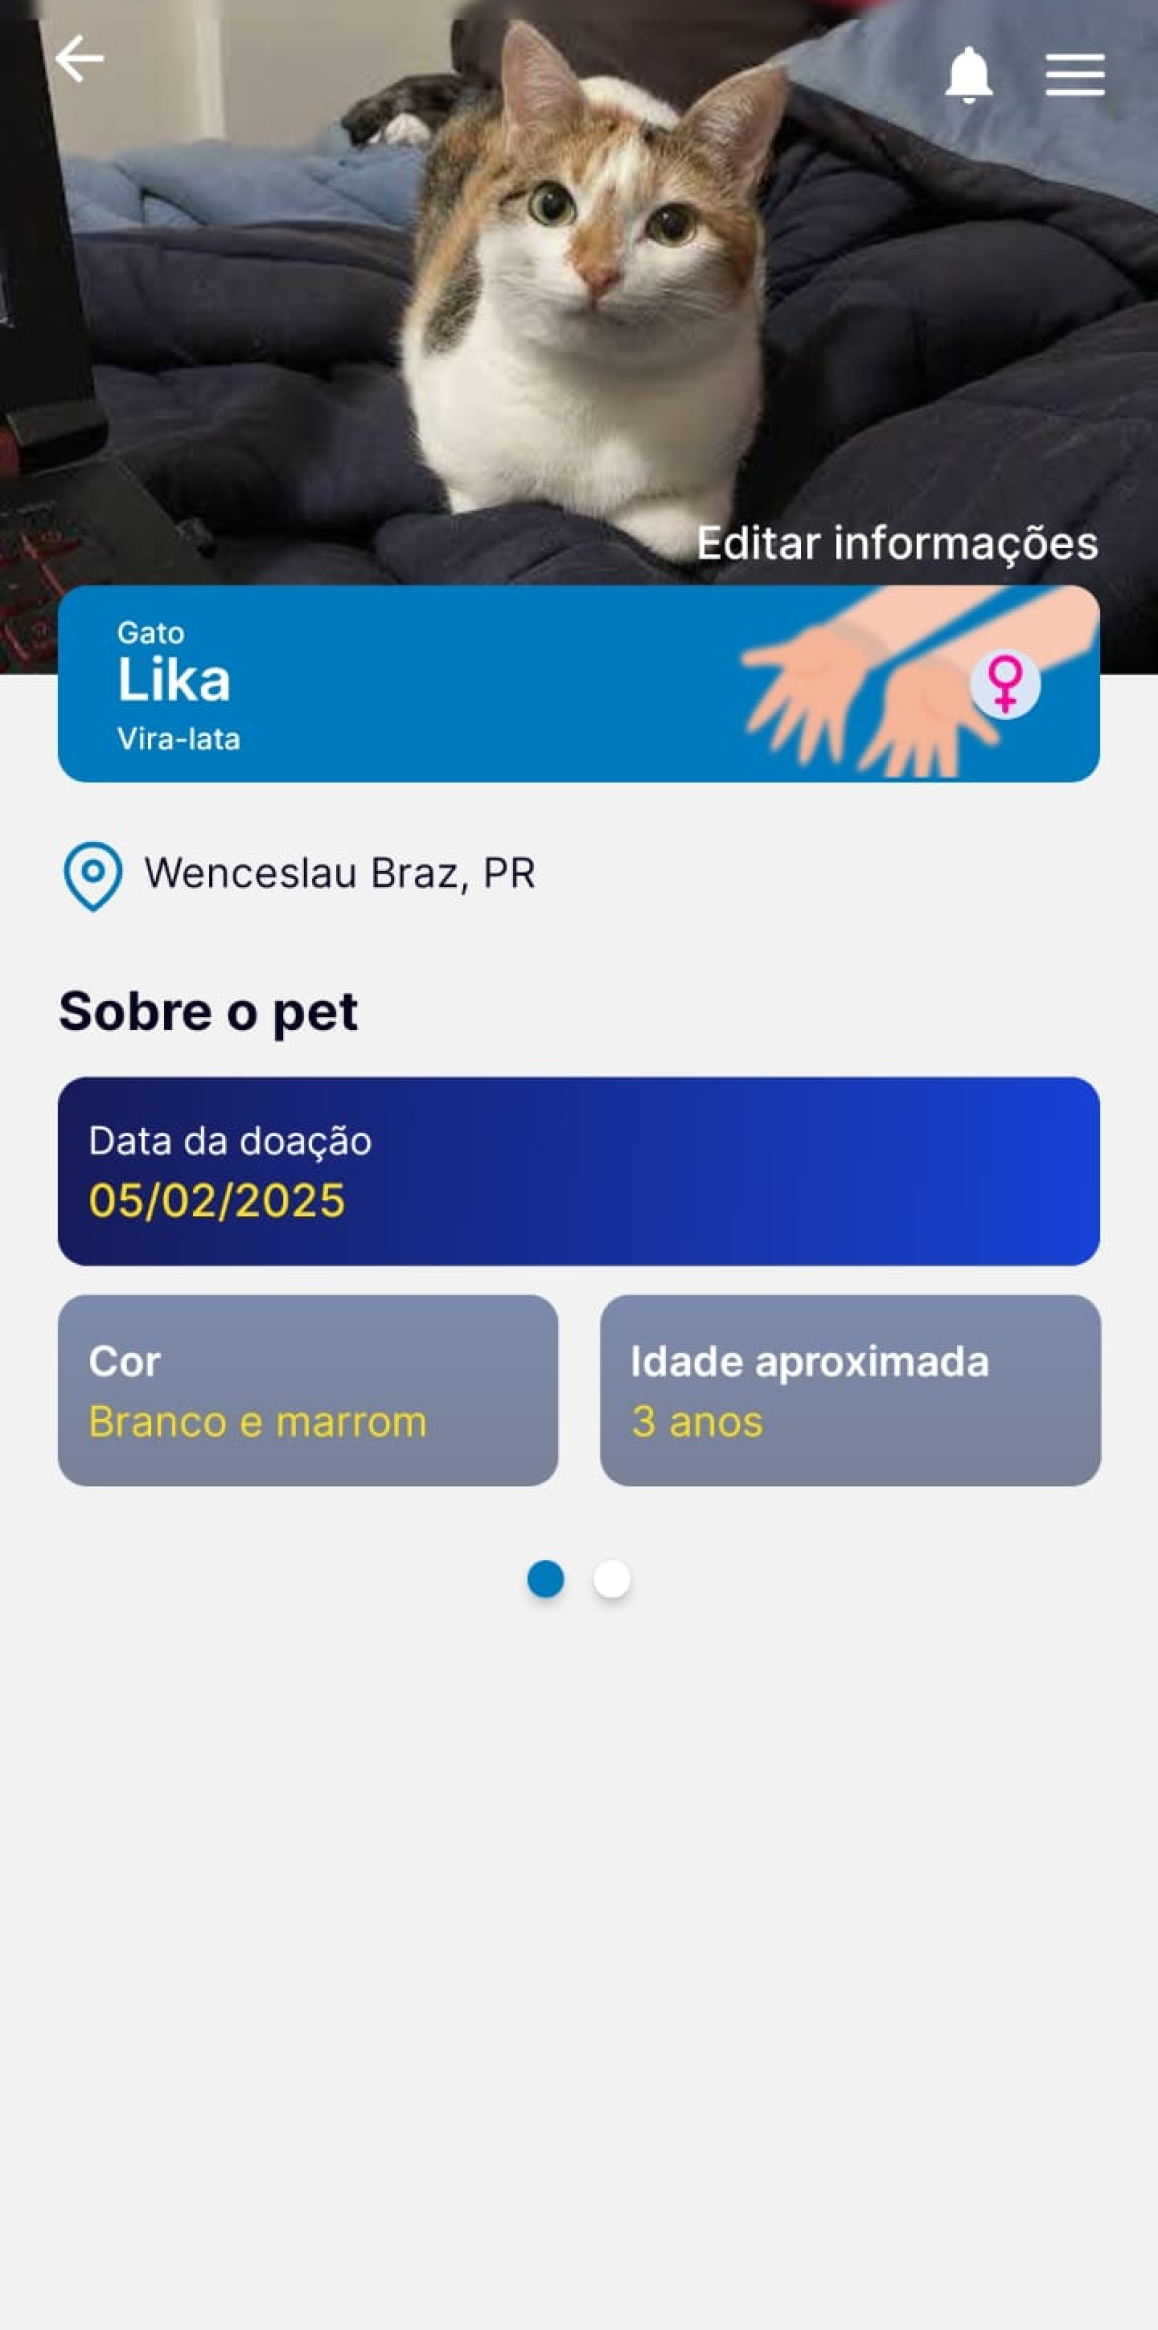 Editar informações
Gato
Lika
Vira-lata
Wenceslau Braz, PR
Sobre o pet
Data da doação
05/02/2025
Cor
Branco e marrom
Idade aproximada
3 anos